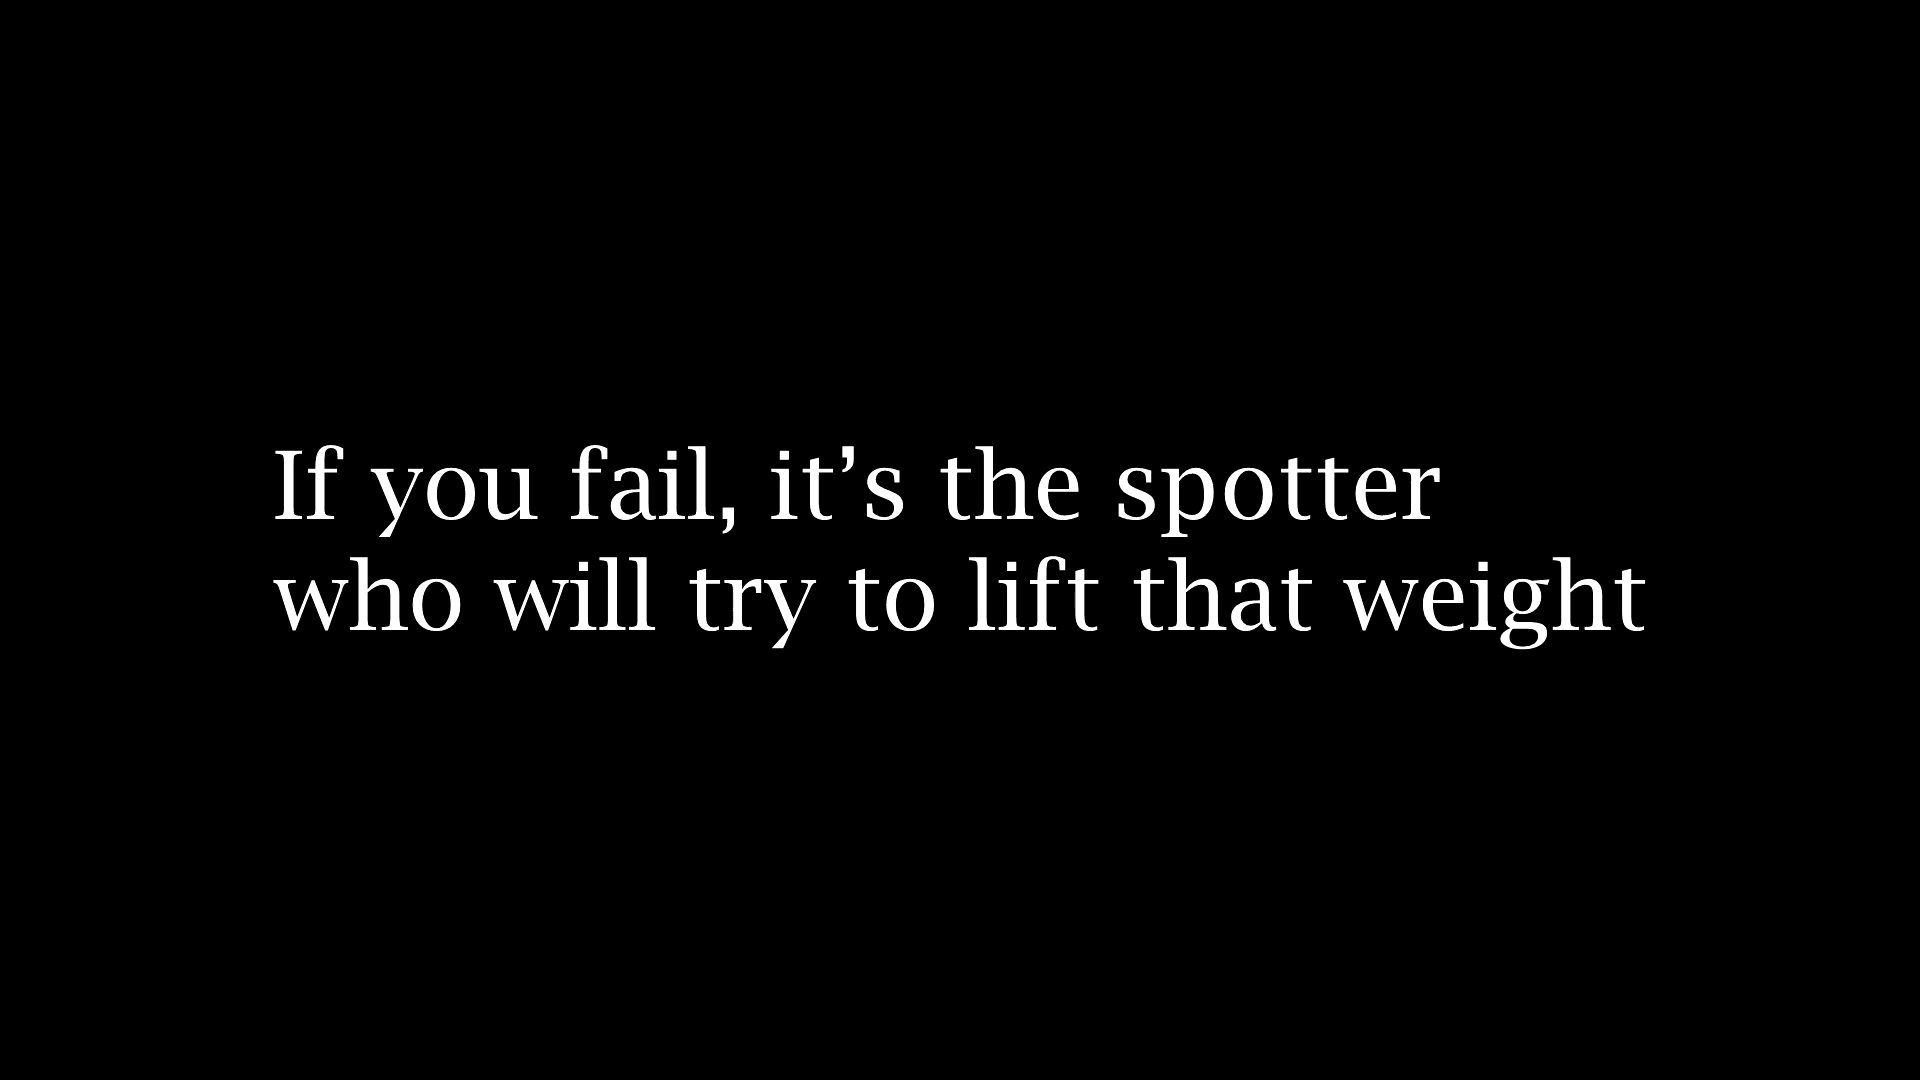 If you fail, it’s the spotter
who will try to lift that weight